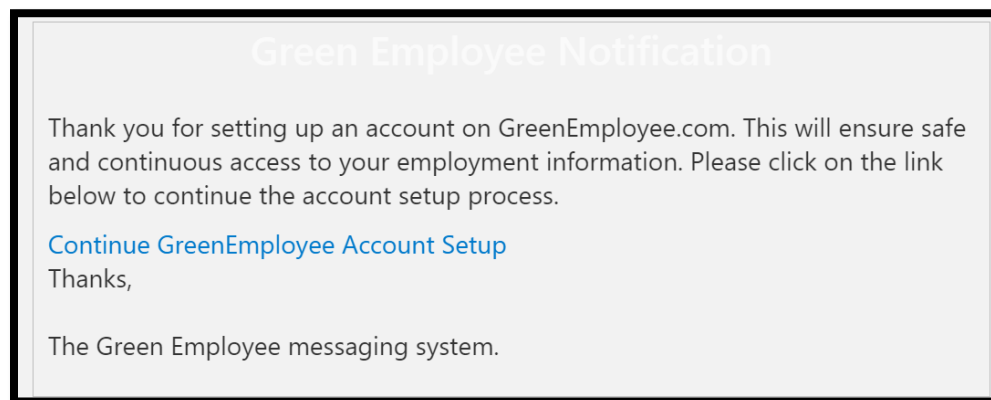 Green Employee Notification
Thank you for setting up an account on GreenEmployee.com. This will ensure safe
and continuous access to your employment information. Please click on the link
below to continue the account setup process.
Continue GreenEmployee Account Setup
Thanks,
The Green Employee messaging system.